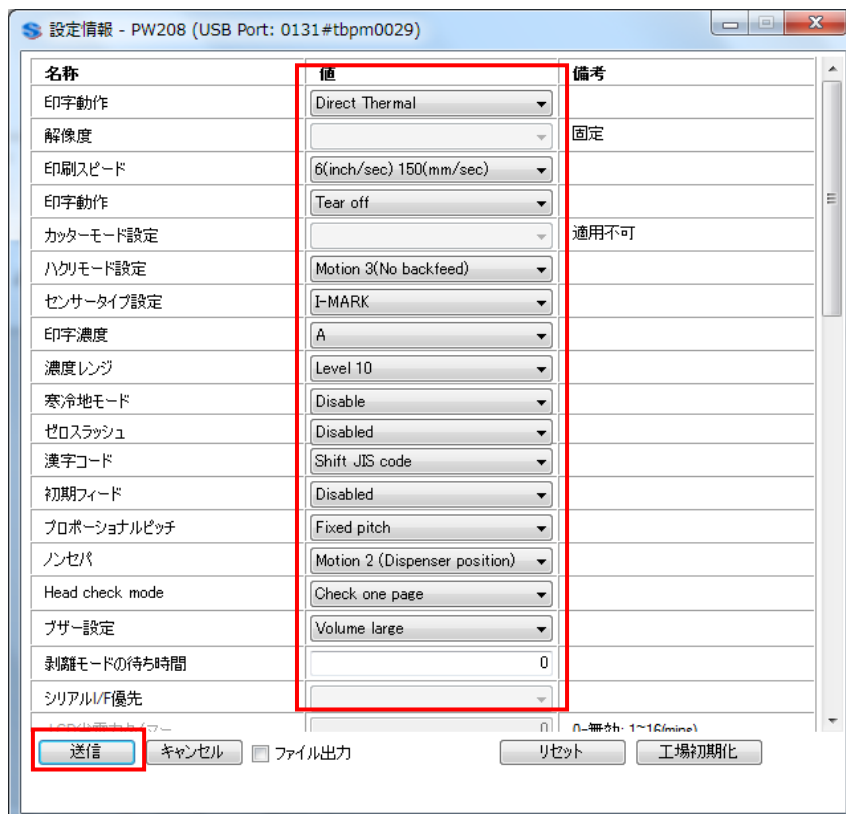 設定情報 - PW208 (USB Port: 0131#tbpm0029)
名称 値 備考
印字動作 Direct Thermal
解像度 固定
印刷スピード 6(inch/sec) 150(mm/sec)
印字動作 Tear off
カッターモード設定 適用不可
ハクリモード設定 Motion 3(No backfeed)
センサータイプ設定 I-MARK
印字濃度 A
濃度レンジ Level 10
寒冷地モード Disable
ゼロスラッシュ Disabled
漢字コード Shift JIS code
初期フィード Disabled
プロポーショナルピッチ Fixed pitch
ノンセパ Motion 2 (Dispenser position)
Head check mode Check one page
ブザー設定 Volume large
剥離モードの待ち時間 0
シリアルI/F優先
0 0=無効; 1~16(mins)
送信 キャンセル ファイル出力 リセット 工場初期化